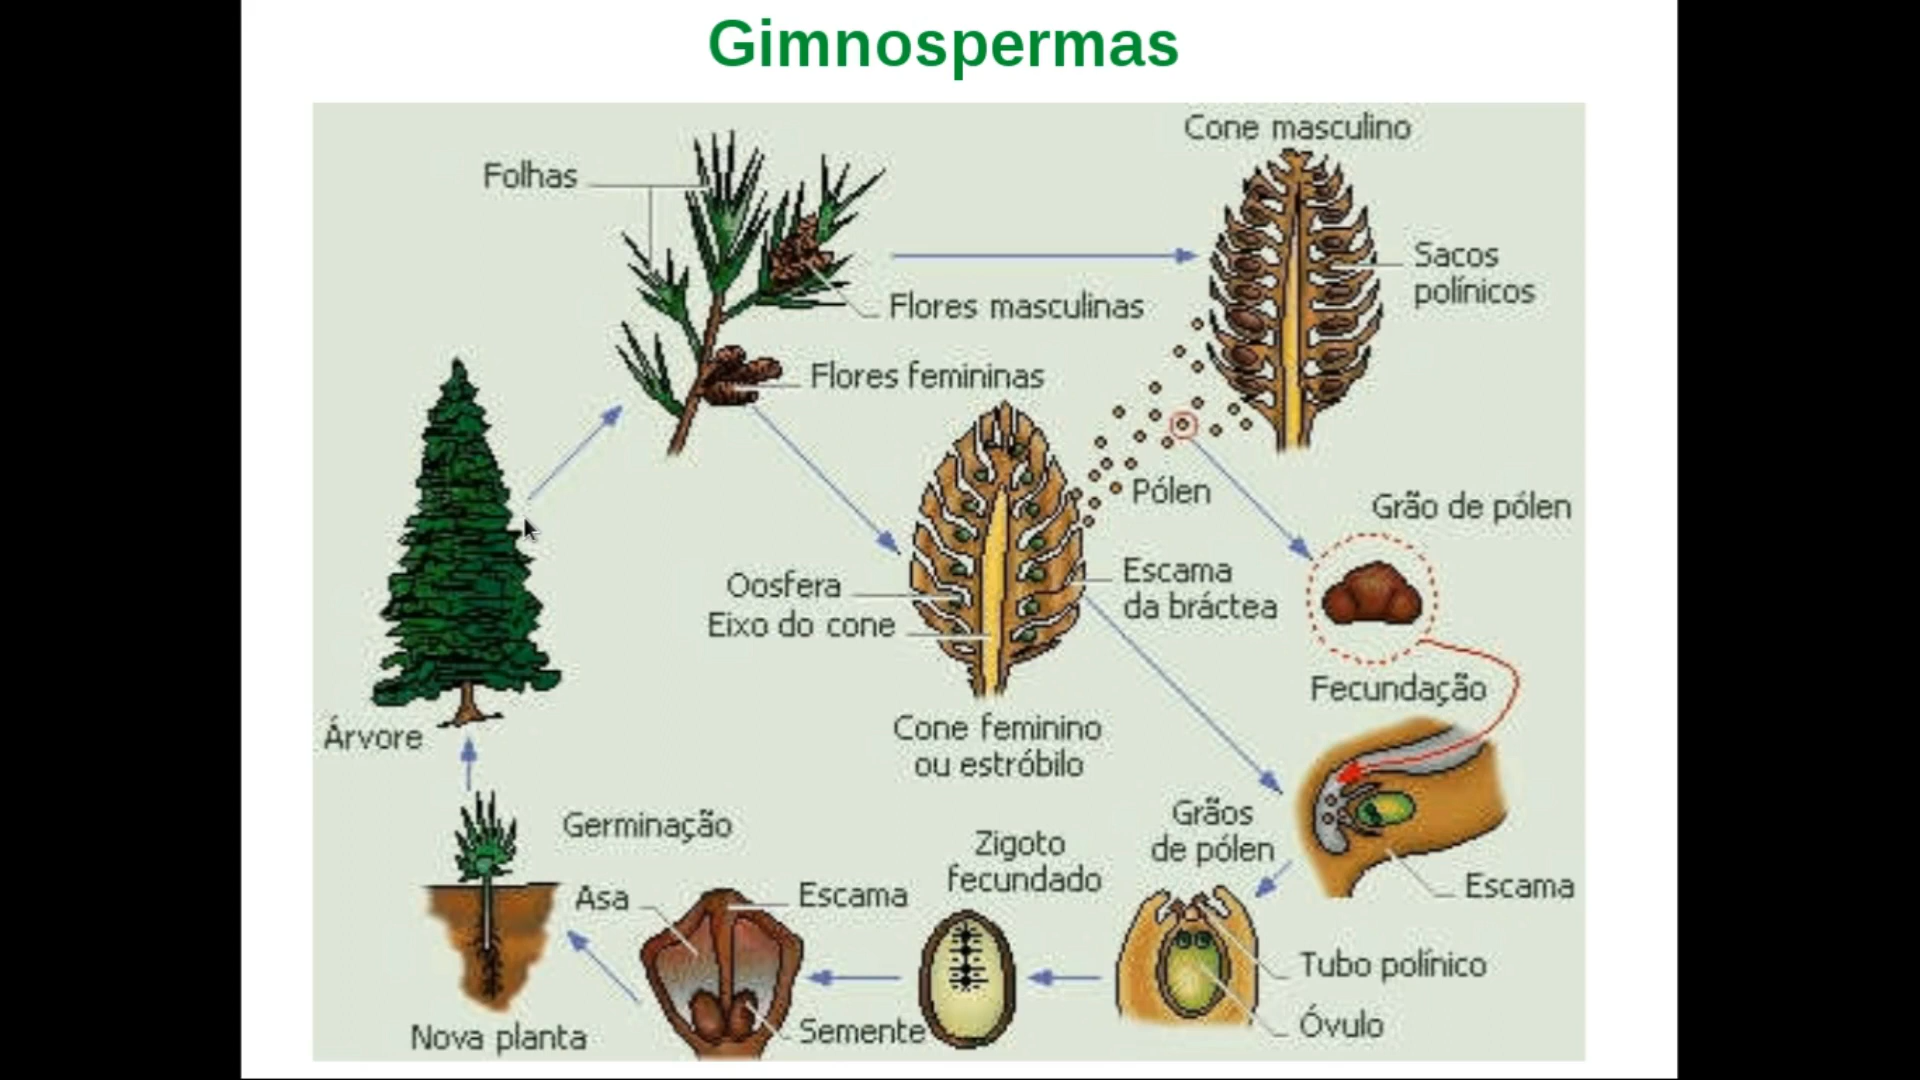 Gimnospermas
Cone masculino
Folhas
Sacos
polínicos
Flores masculinas
Flores femininas
Pólen
Grão de pólen
Oosfera
Eixo do cone
Escama
da bráctea
Fecundação
Cone feminino
ou estróbilo
Árvore
Grãos
de pólen
Germinação
Zigoto
fecundado
Asa
Escama
Escama
Tubo polínico
Óvulo
Semente
Nova planta